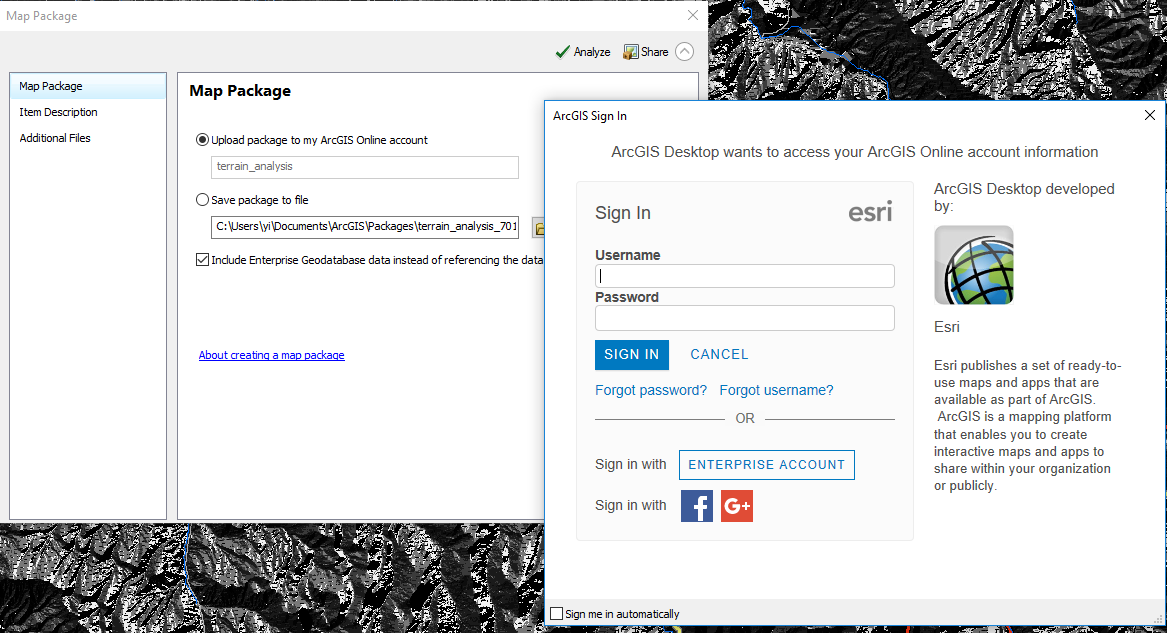 Map Package
Analyze
Share
Map Package
Item Description
Additional Files
Map Package
Upload package to my ArcGIS Online account
terrain_analysis
Save package to file
C:\Users\yi\Documents\ArcGIS\Packages\terrain_analysis_701
Include Enterprise Geodatabase data instead of referencing the data
About creating a map package
ArcGIS Sign In
ArcGIS Desktop wants to access your ArcGIS Online account information
Sign In
esri
Username
Password
SIGN IN
CANCEL
Forgot password?
Forgot username?
OR
Sign in with
ENTERPRISE ACCOUNT
Sign in with
f
G+
ArcGIS Desktop developed
by:
Esri
Esri publishes a set of ready-to-
use maps and apps that are
available as part of ArcGIS.
ArcGIS is a mapping platform
that enables you to create
interactive maps and apps to
share within your organization
or publicly.
Sign me in automatically